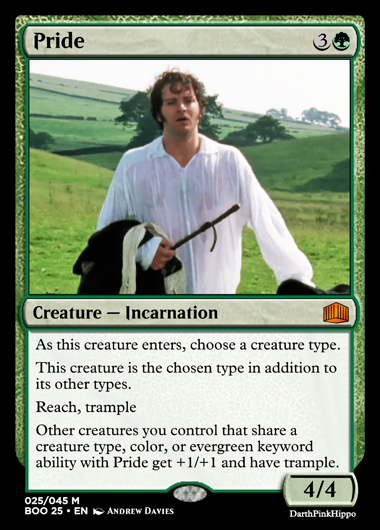 Pride
3
Creature — Incarnation
As this creature enters, choose a creature type.
This creature is the chosen type in addition to
its other types.
Reach, trample
Other creatures you control that share a
creature type, color, or evergreen keyword
ability with Pride get +1/+1 and have trample.
4/4
025/045 M
BOO 25 • EN Andrew Davies
DarthPinkHippo